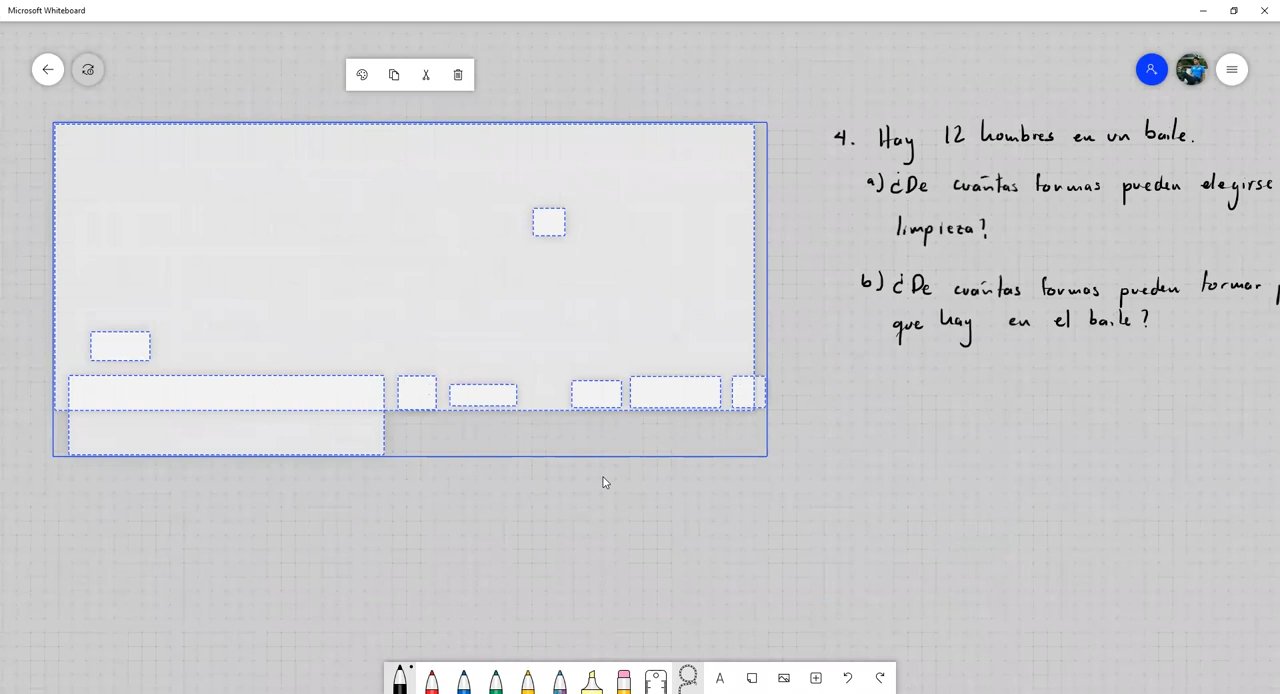 Microsoft Whiteboard
4. Hay 12 hombres en un baile.
a) ¿De cuántas formas pueden elegirse
limpieza?
b) ¿De cuántas formas pueden formar
que hay en el baile?
A